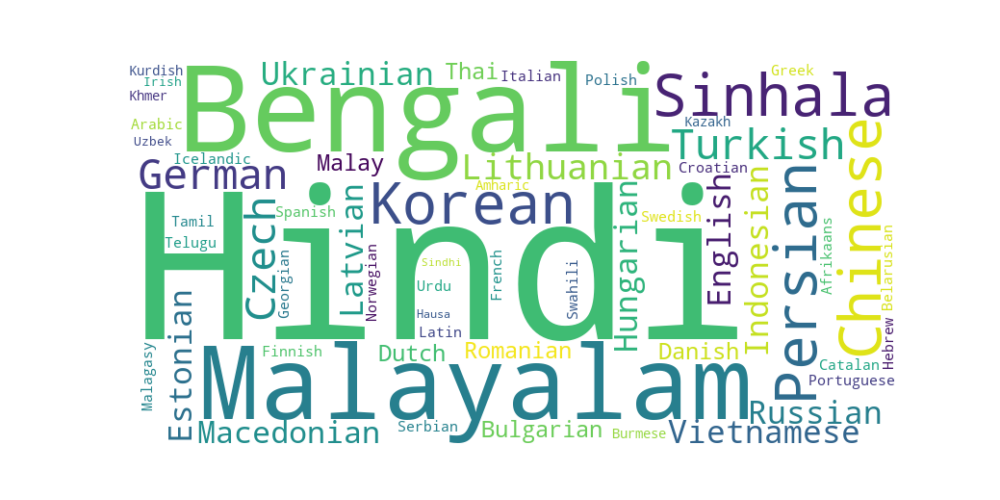 Kurdish
Irish
Khmer
Arabic
Uzbek
Icelandic
Bengali
Ukrainian
Thai
Italian
Polish
Sinhala
Greek
Kazakh
Turkish
German
Malay
Lithuanian
Croatian
Amharic
Korean
Hindi
Tamil
Telugu
Czech
Spanish
Georgian
Latvian
Norwegian
Sindhi
Urdu
Hausa
Latin
French
Swahili
Hungarian
Swedish
English
Indonesian
Persian
Afrikaans
Chinese
Belarusian
Hebrew
Malagasy
Estonian
Finnish
Dutch
Romanian
Danish
Catalan
Portuguese
Malayalam
Russian
Macedonian
Serbian
Bulgarian
Burmese
Vietnamese